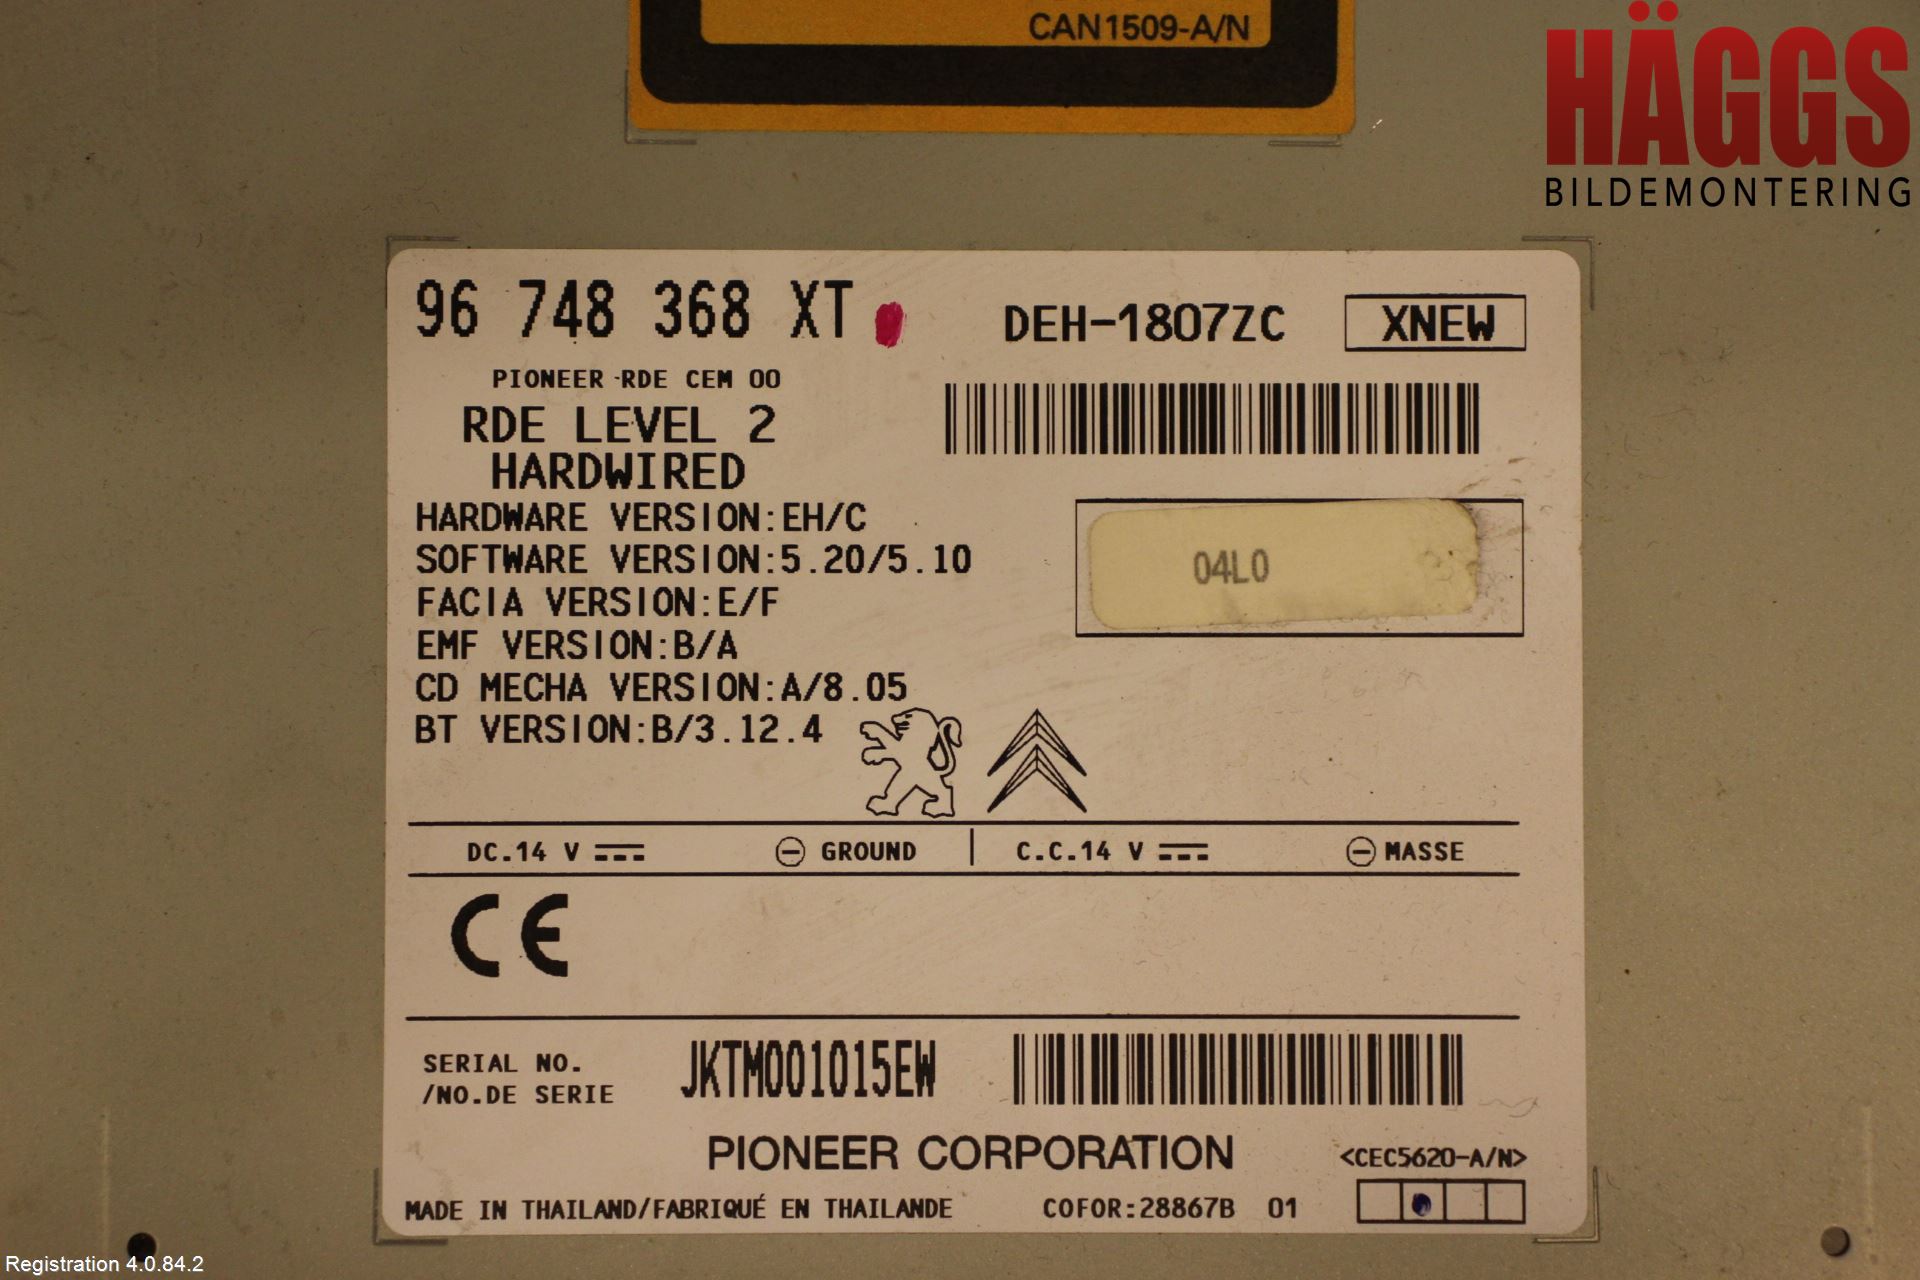 CAN1509-A/N
HÄGGS
BILDEMONTERING
96 748 368 XT
DEH-1807ZC
XNEW
PIONEER RDE CEM 00
RDE LEVEL 2
HARDWIRED
HARDWARE VERSION:EH/C
SOFTWARE VERSION:5.20/5.10
04L0
FACIA VERSION:E/F
EMF VERSION:B/A
CD MECHA VERSION:A/8.05
BT VERSION:B/3.12.4
DC.14 V GROUND C.C.14 V MASSE
CE
SERIAL NO.
/NO.DE SERIE
JKTM001015EW
PIONEER CORPORATION
<CEC5620-A/N>
MADE IN THAILAND/FABRIQUÉ EN THAILANDE COFOR:28867B 01
Registration 4.0.84.2